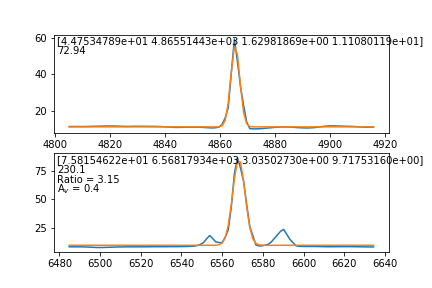 [4.47534789e+01 4.86551443e+03 1.62981869e+00 1.11080119e+01]
72.94
60
40
20
4800 4820 4840 4860 4880 4900 4920
[7.58154622e+01 6.56817934e+03 3.03502730e+00 9.71753160e+00]
230.1
Ratio = 3.15
Aᵥ = 0.4
75
50
25
6480 6500 6520 6540 6560 6580 6600 6620 6640